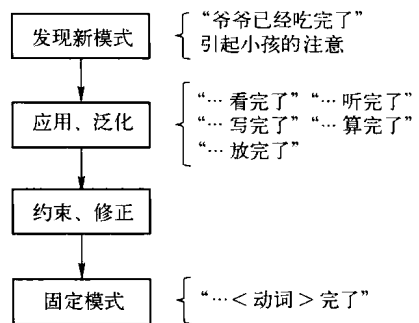 发现新模式
“爷爷已经吃完了”
引起小孩的注意
应用、泛化
“… 看完了” “… 听完了”
“… 写完了” “… 算完了”
“… 放完了”
约束、修正
固定模式
“… < 动词 > 完了”